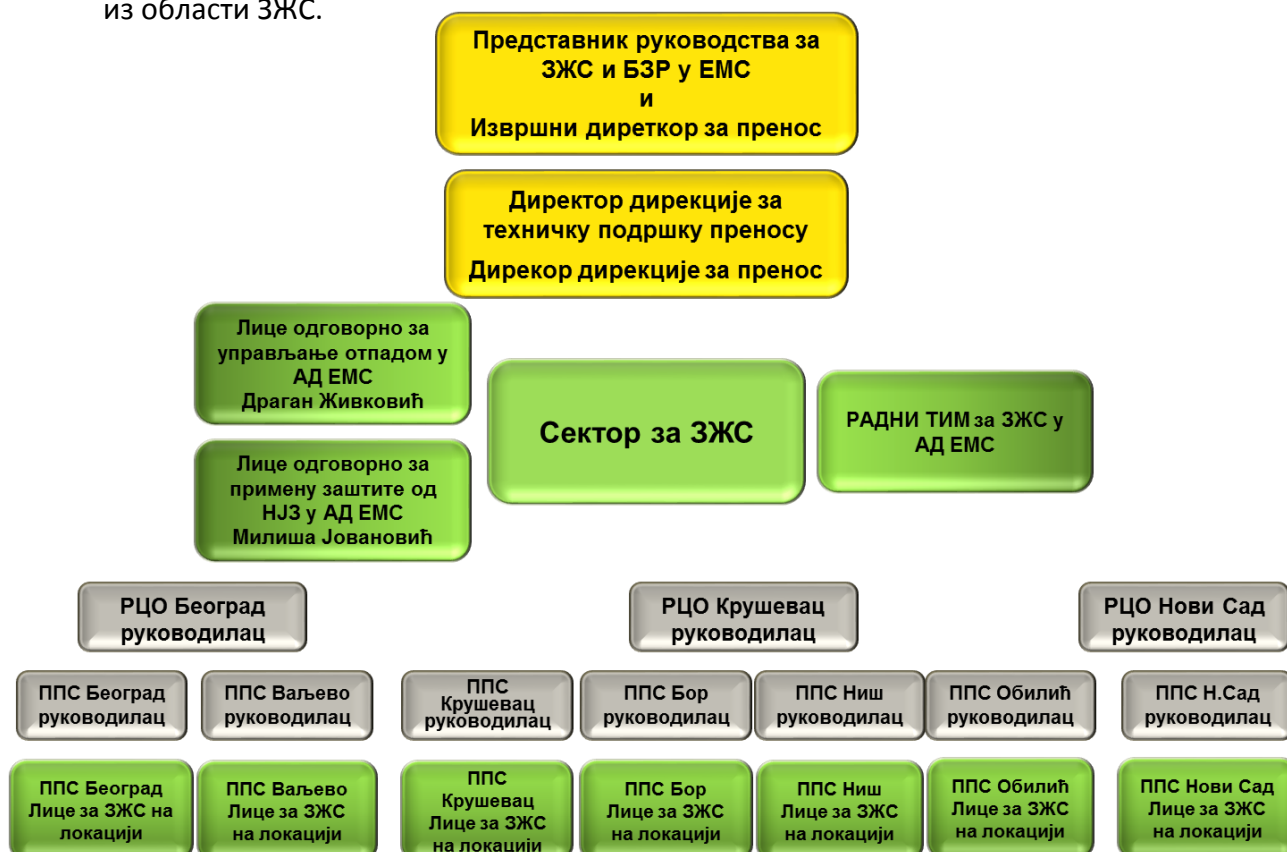 из области ЗЖС.
Представник руководства за
ЗЖС и БЗР у ЕМС
и
Извршни диреткор за пренос
Директор дирекције за
техничку подршку преносу
Дирекор дирекције за пренос
Лице одговорно за
управљање отпадом у
АД ЕМС
Драган Живковић
Сектор за ЗЖС
РАДНИ ТИМ за ЗЖС у
АД ЕМС
Лице одговорно за
примену заштите од
НЈЗ у АД ЕМС
Милиша Јовановић
РЦО Београд
руководилац
РЦО Крушевац
руководилац
РЦО Нови Сад
руководилац
ППС Београд
руководилац
ППС Ваљево
руководилац
ППС
Крушевац
руководилац
ППС Бор
руководилац
ППС Ниш
руководилац
ППС Обилић
руководилац
ППС Н.Сад
руководилац
ППС Београд
Лице за ЗЖС на
локацији
ППС Ваљево
Лице за ЗЖС
на локацији
ППС
Крушевац
Лице за ЗЖС
на локацији
ППС Бор
Лице за ЗЖС
на локацији
ППС Ниш
Лице за ЗЖС
на локацији
ППС Обилић
Лице за ЗЖС
на локацији
ППС Нови Сад
Лице за ЗЖС
на локацији